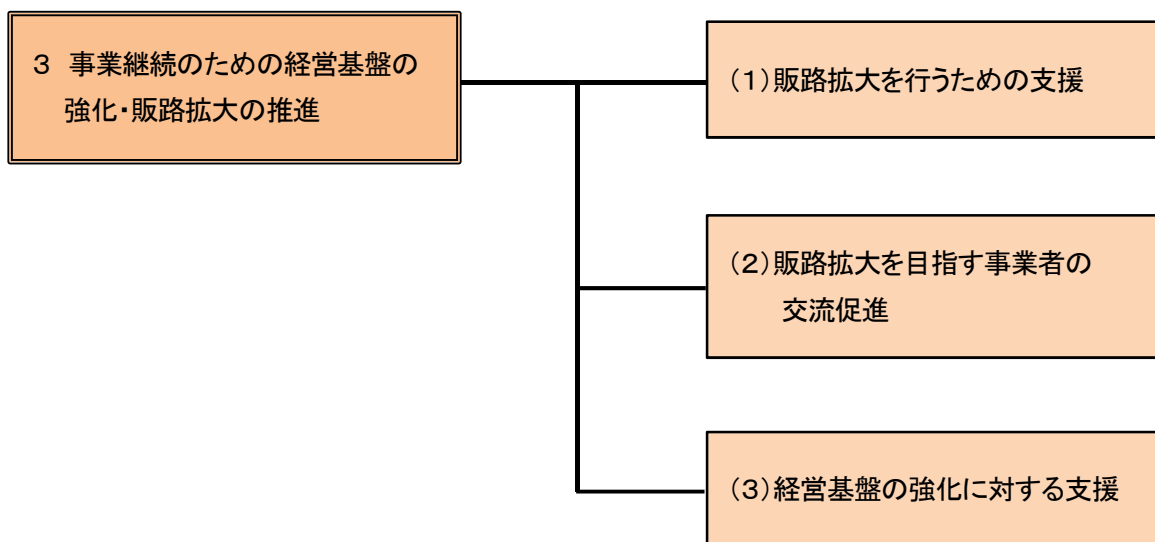 ３　事業継続のための経営基盤の
強化・販路拡大の推進
（１）販路拡大を行うための支援
（２）販路拡大を目指す事業者の
交流促進
（３）経営基盤の強化に対する支援